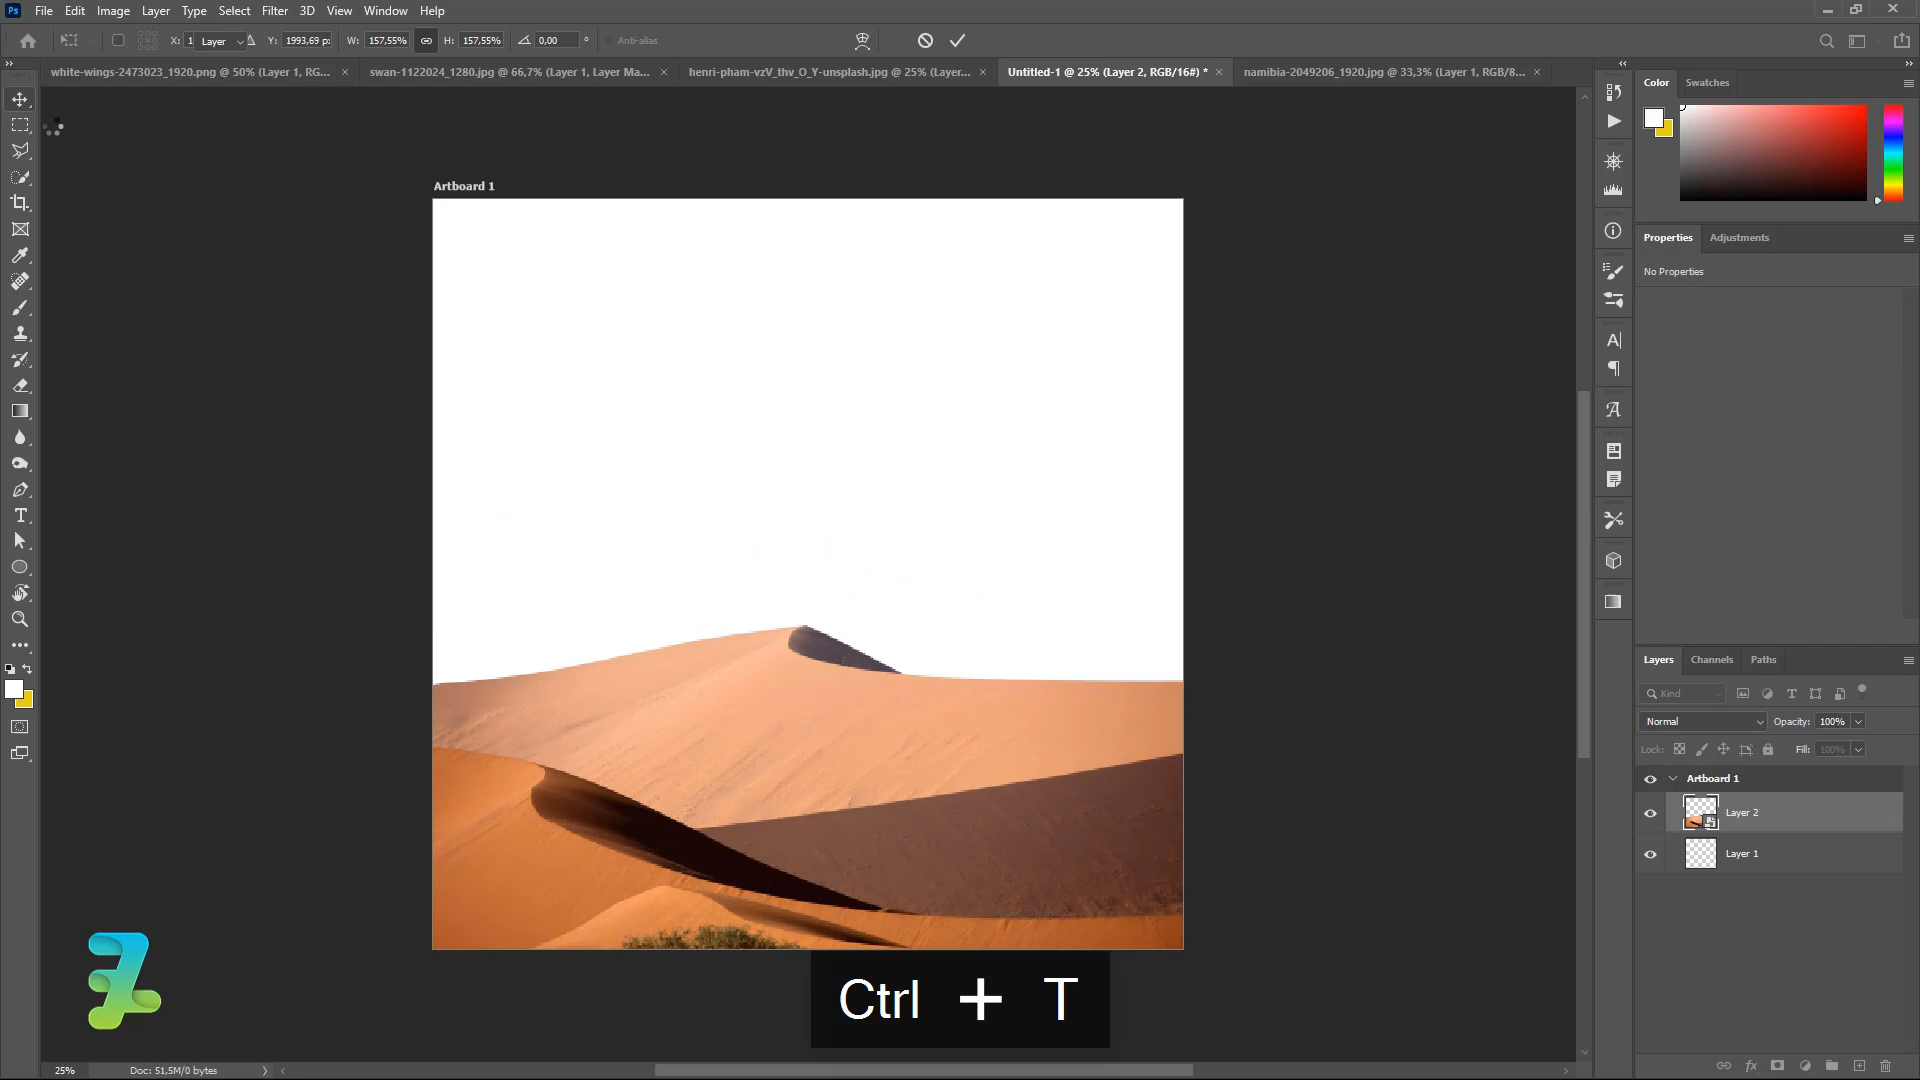 Ps File Edit Image Layer Type Select Filter 3D View Window Help
X: 1 Layer Y: 1993,69 p: W: 157,55% H: 157,55% 0,00 ° Anti-alias
white-wings-2473023_1920.png @ 50% (Layer 1, RG... × swan-1122024_1280.jpg @ 66,7% (Layer 1, Layer Ma... × henri-pham-vzV_thv_O_Y-unsplash.jpg @ 25% (Layer... × Untitled-1 @ 25% (Layer 2, RGB/16#) * × namibia-2049206_1920.jpg @ 33,3% (Layer 1, RGB/8... ×
Color Swatches
Artboard 1
Properties Adjustments
No Properties
Layers Channels Paths
Kind
Normal Opacity: 100%
Lock: Fill: 100%
Artboard 1
Layer 2
Layer 1
Ctrl + T
25% Doc: 51,5M/0 bytes